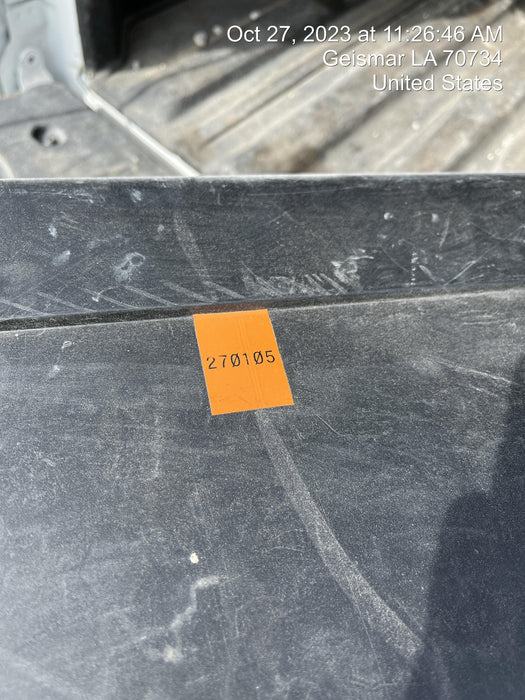 Oct 27, 2023 at 11:26:46 AM
Geismar LA 70734
United States
270105